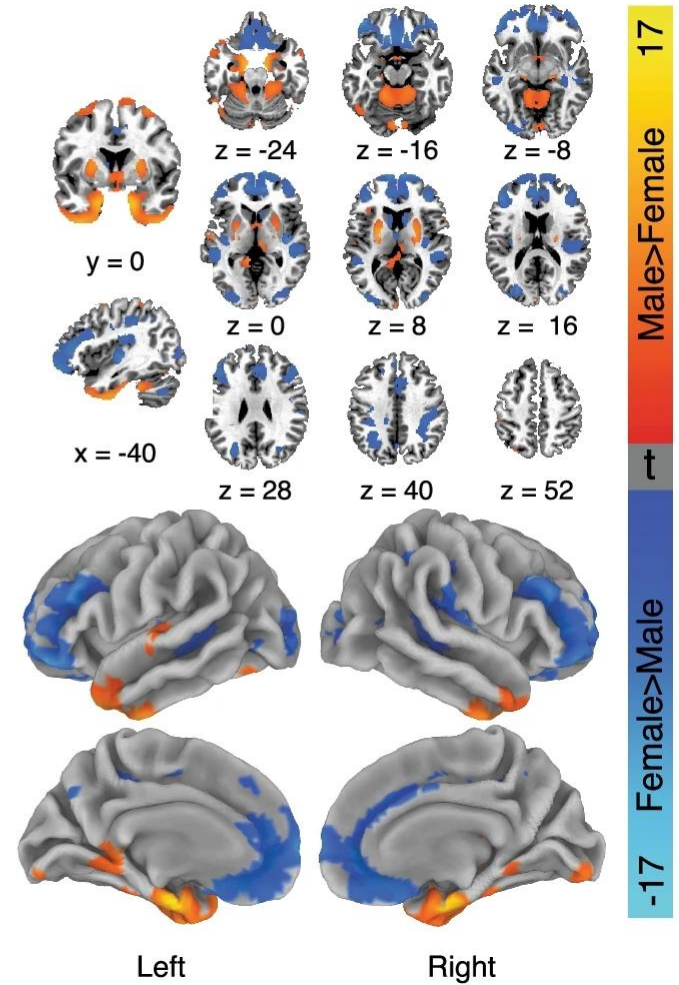 z = -24
z = -16
z = -8
y = 0
z = 0
z = 8
z = 16
x = -40
z = 28
z = 40
z = 52
Left
Right
17
Male>Female
t
Female>Male
-17